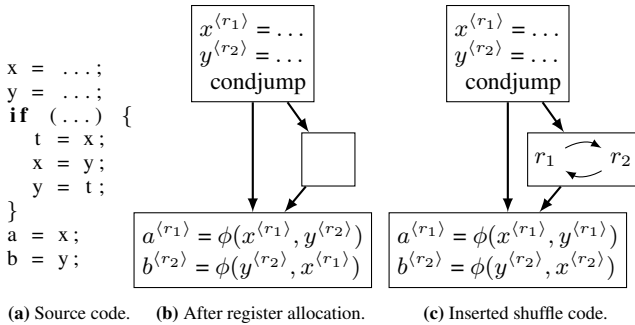 x = ...;
y = ...;
if (...) {
t = x;
x = y;
y = t;
}
a = x;
b = y;
(a) Source code.
x⟨r₁⟩ = ...
y⟨r₂⟩ = ...
condjump
a⟨r₁⟩ = ϕ(x⟨r₁⟩, y⟨r₂⟩)
b⟨r₂⟩ = ϕ(y⟨r₂⟩, x⟨r₁⟩)
(b) After register allocation.
x⟨r₁⟩ = ...
y⟨r₂⟩ = ...
condjump
r₁ r₂
a⟨r₁⟩ = ϕ(x⟨r₁⟩, y⟨r₁⟩)
b⟨r₂⟩ = ϕ(y⟨r₂⟩, x⟨r₂⟩)
(c) Inserted shuffle code.